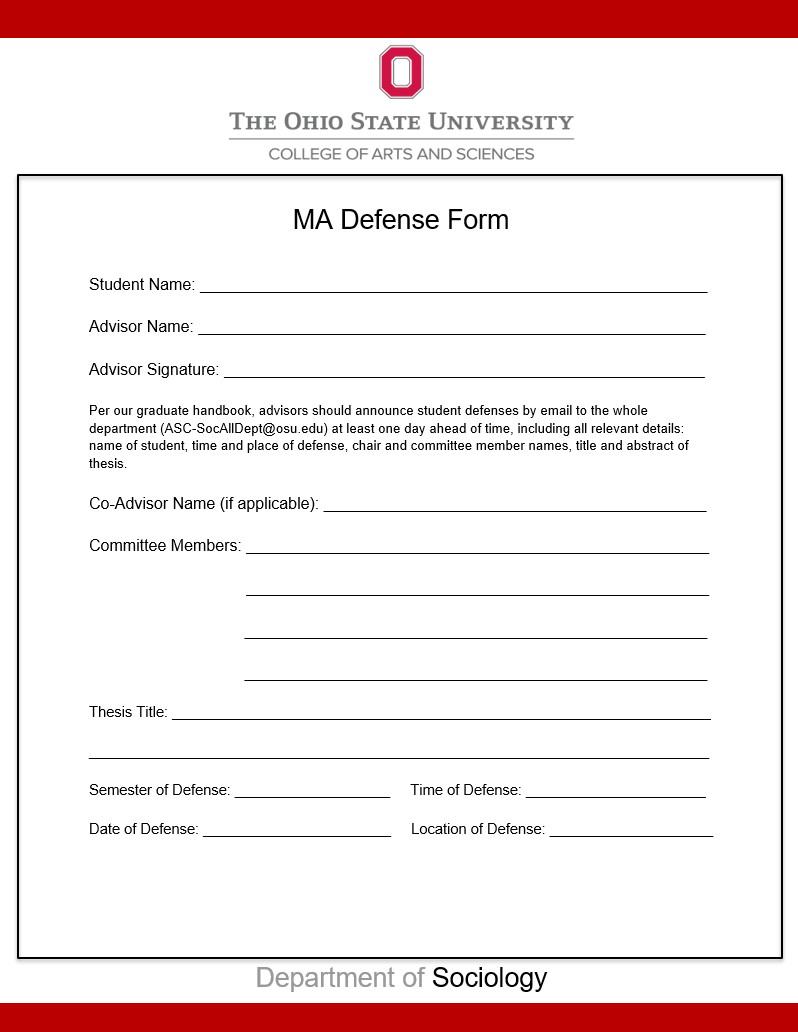 O
THE OHIO STATE UNIVERSITY
COLLEGE OF ARTS AND SCIENCES
MA Defense Form
Student Name: 
Advisor Name: 
Advisor Signature: 
Per our graduate handbook, advisors should announce student defenses by email to the whole
department (ASC-SocAllDept@osu.edu) at least one day ahead of time, including all relevant details:
name of student, time and place of defense, chair and committee member names, title and abstract of
thesis.
Co-Advisor Name (if applicable): 
Committee Members: 
Thesis Title: 
Semester of Defense: Time of Defense: 
Date of Defense: Location of Defense: 
Department of Sociology